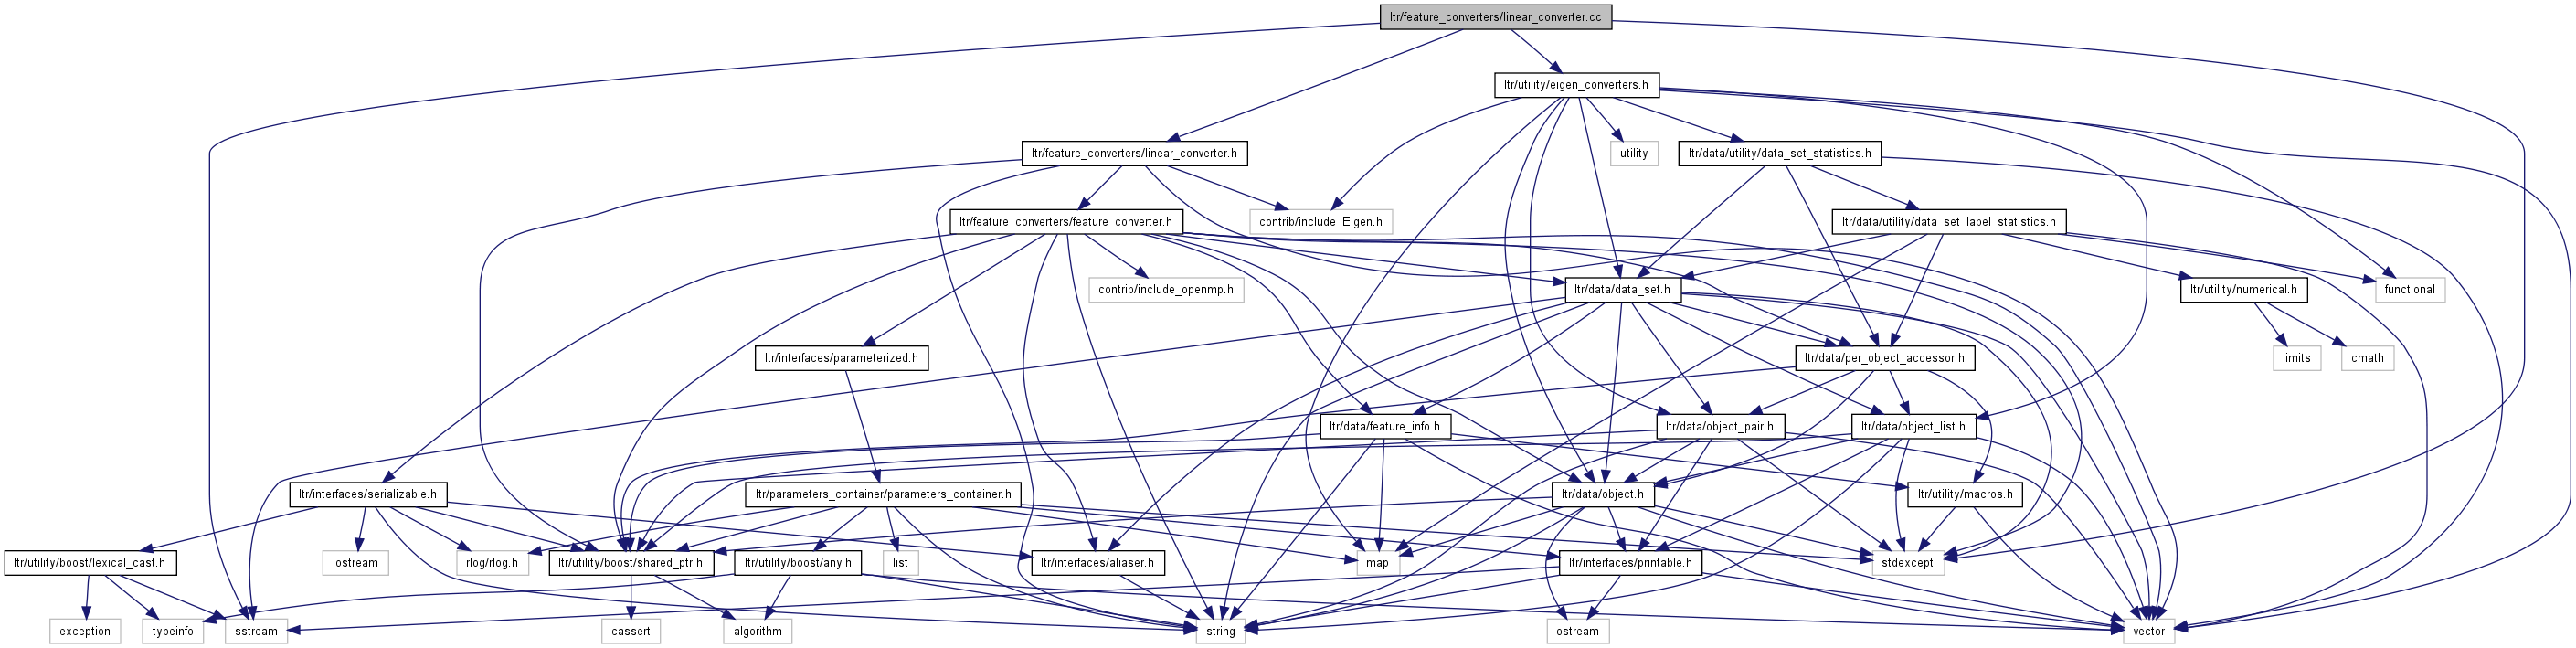 ltr/feature_converters/linear_converter.cc
ltr/utility/eigen_converters.h
ltr/feature_converters/linear_converter.h
utility
ltr/data/utility/data_set_statistics.h
ltr/feature_converters/feature_converter.h
contrib/include_Eigen.h
ltr/data/utility/data_set_label_statistics.h
contrib/include_openmp.h
ltr/data/data_set.h
ltr/utility/numerical.h
functional
ltr/interfaces/parameterized.h
ltr/data/per_object_accessor.h
limits
cmath
ltr/data/feature_info.h
ltr/data/object_pair.h
ltr/data/object_list.h
ltr/interfaces/serializable.h
ltr/parameters_container/parameters_container.h
ltr/data/object.h
ltr/utility/macros.h
ltr/utility/boost/lexical_cast.h
iostream
rlog/rlog.h
ltr/utility/boost/shared_ptr.h
ltr/utility/boost/any.h
list
ltr/interfaces/aliaser.h
map
ltr/interfaces/printable.h
stdexcept
exception
typeinfo
sstream
cassert
algorithm
string
ostream
vector